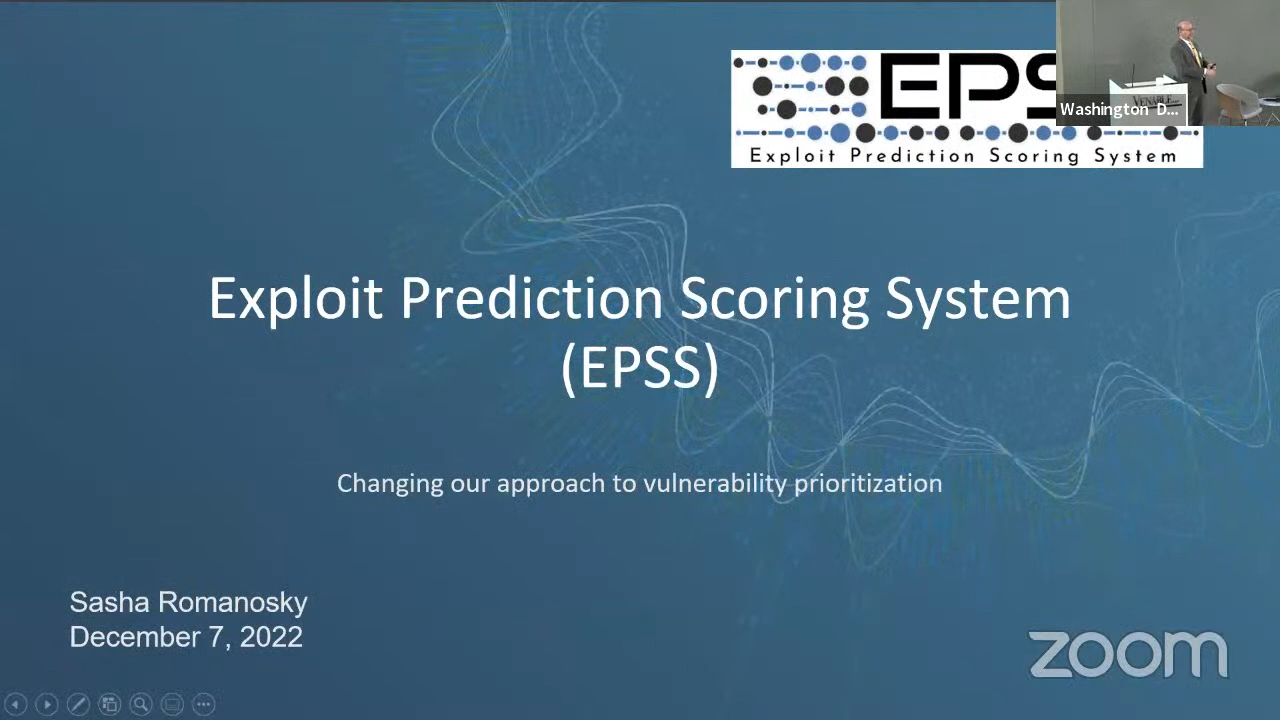 EPS
Exploit Prediction Scoring System
Washington D...
Exploit Prediction Scoring System
(EPSS)
Changing our approach to vulnerability prioritization
Sasha Romanosky
December 7, 2022
zoom